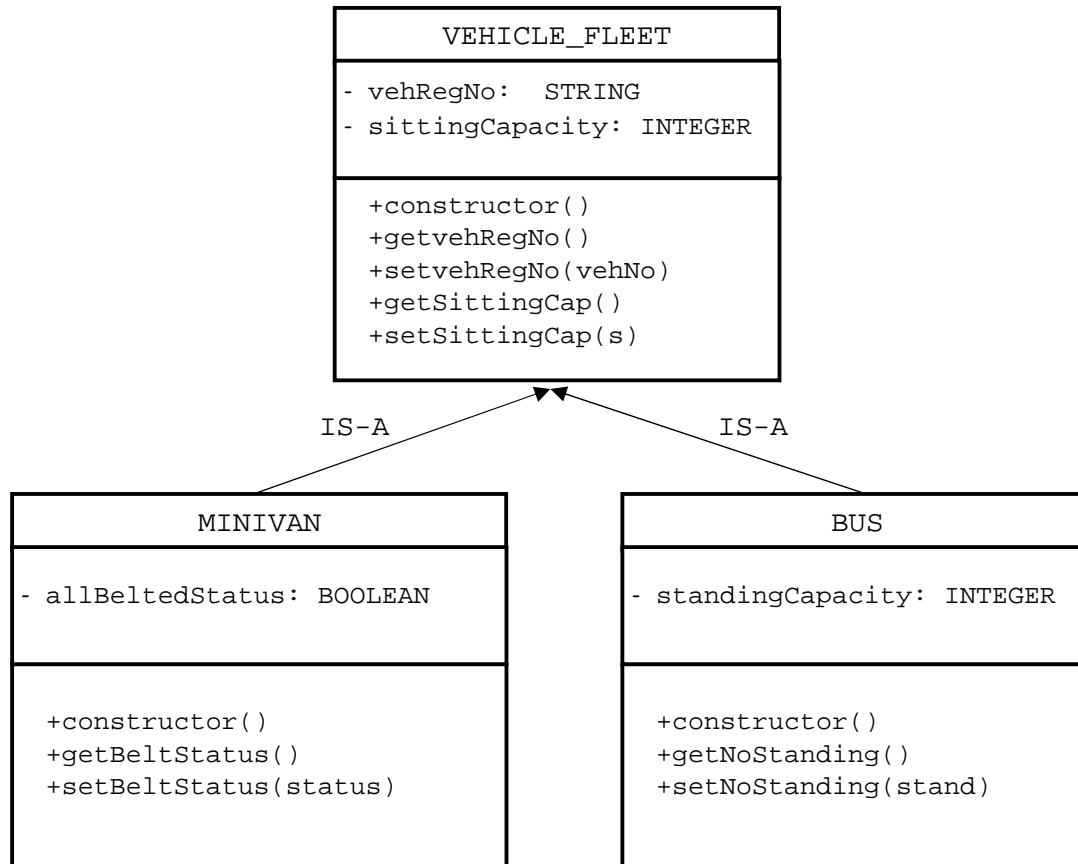 VEHICLE_FLEET
- vehRegNo: STRING
- sittingCapacity: INTEGER
+constructor()
+getvehRegNo()
+setvehRegNo(vehNo)
+getSittingCap()
+setSittingCap(s)
IS-A
IS-A
MINIVAN
- allBeltedStatus: BOOLEAN
+constructor()
+getBeltStatus()
+setBeltStatus(status)
BUS
- standingCapacity: INTEGER
+constructor()
+getNoStanding()
+setNoStanding(stand)